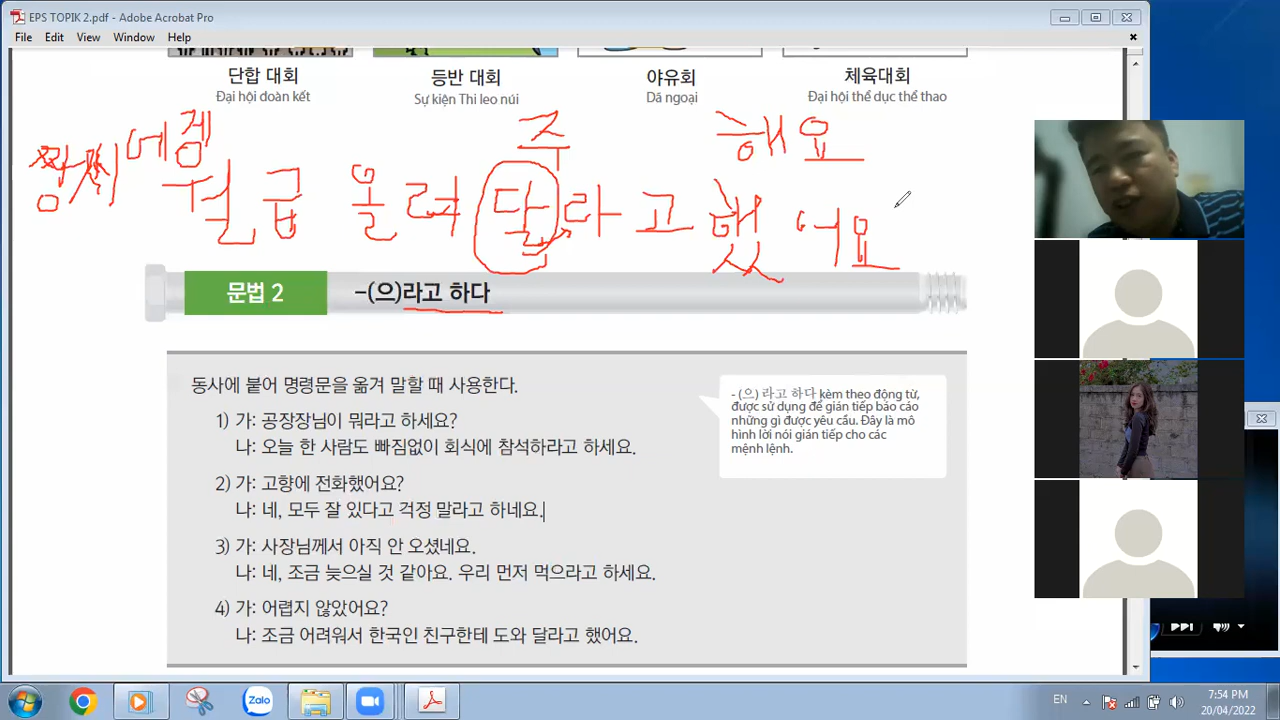 EPS TOPIK 2.pdf - Adobe Acrobat Pro
File Edit View Window Help
단합 대회 등반 대회 야유회 체육대회
Đại hội đoàn kết Sự kiện Thi leo núi Dã ngoại Đại hội thể dục thể thao
에겡 주 해요
월급 올려 달라고 했어요
문법 2 -(으)라고 하다
동사에 붙어 명령문을 옮겨 말할 때 사용한다.
1) 가: 공장장님이 뭐라고 하세요?
나: 오늘 한 사람도 빠짐없이 회식에 참석하라고 하세요.
2) 가: 고향에 전화했어요?
나: 네, 모두 잘 있다고 걱정 말라고 하네요.
3) 가: 사장님께서 아직 안 오셨네요.
나: 네, 조금 늦으실 것 같아요. 우리 먼저 먹으라고 하세요.
4) 가: 어렵지 않았어요?
나: 조금 어려워서 한국인 친구한테 도와 달라고 했어요.
- (으) 라고 하다 kèm theo động từ,
được sử dụng để gián tiếp báo cáo
những gì được yêu cầu. Đây là mô
hình lời nói gián tiếp cho các
mệnh lệnh.
Zalo
EN
7:54 PM
20/04/2022